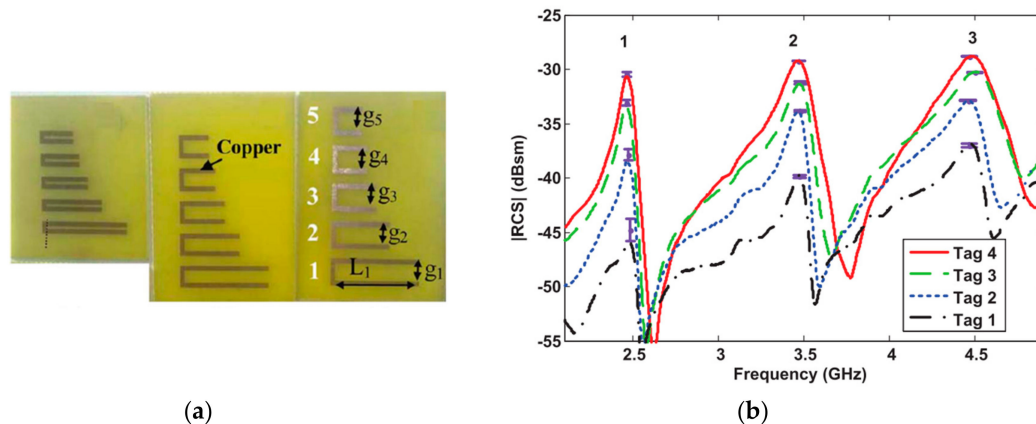 5
g5
4
Copper
g4
3
g3
2
g2
1
L1
g1
(a)
-25
-30
-35
-40
-45
-50
-55
|RCS| (dBsm)
1
2
3
Tag 4
Tag 3
Tag 2
Tag 1
2.5
3
3.5
4
4.5
Frequency (GHz)
(b)